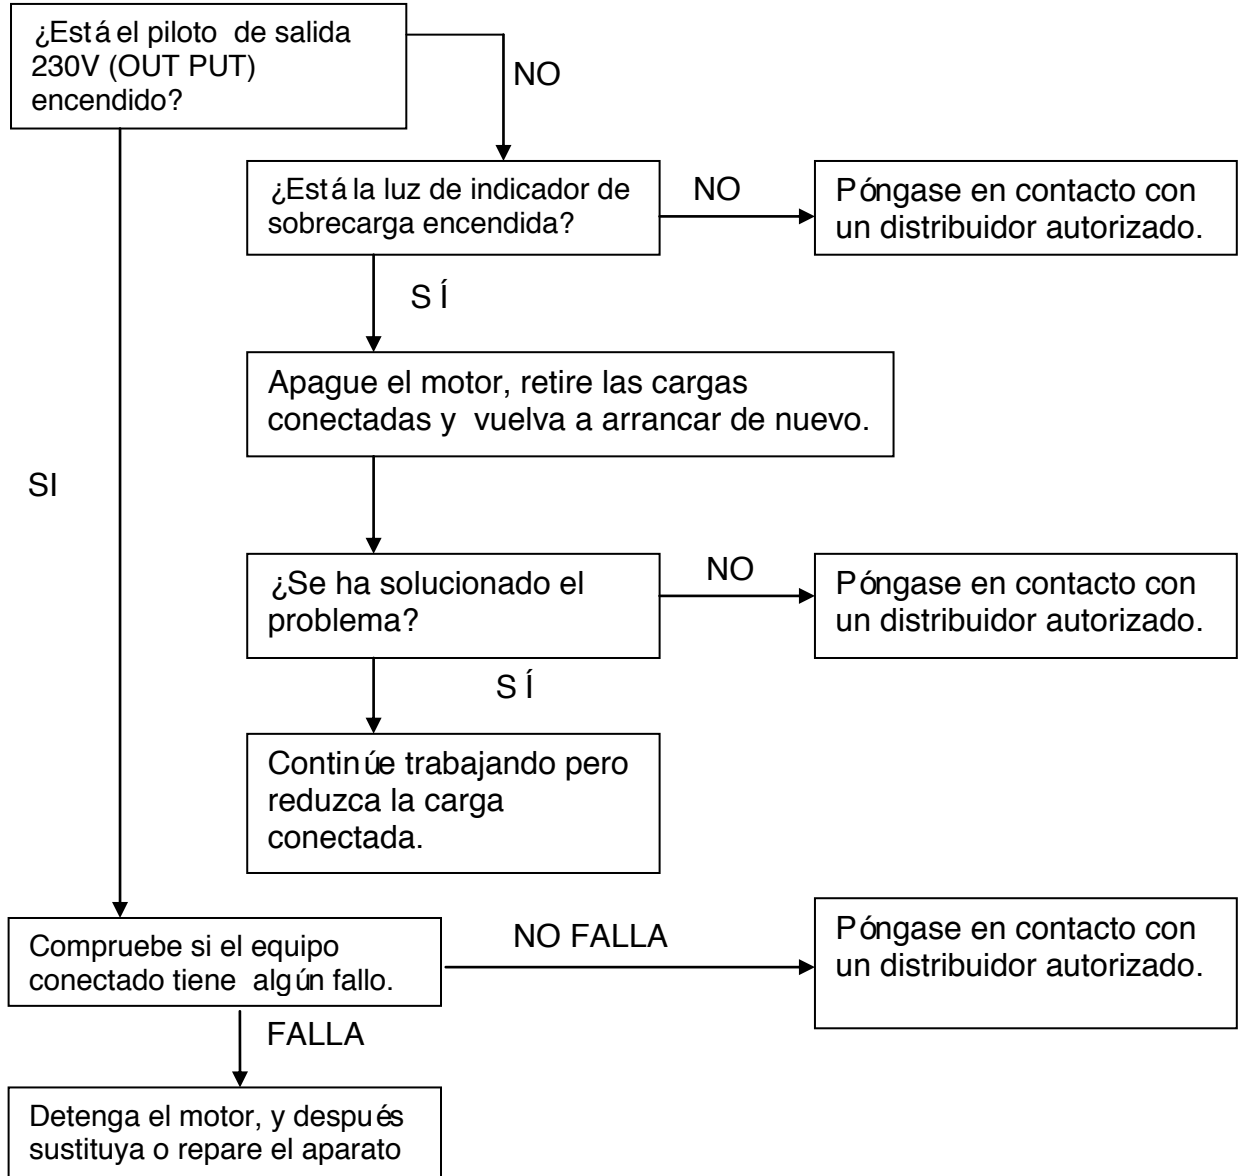 ¿Está el piloto de salida
230V (OUT PUT)
encendido?
NO
¿Está la luz de indicador de
sobrecarga encendida?
NO
Póngase en contacto con
un distribuidor autorizado.
S Í
Apague el motor, retire las cargas
conectadas y vuelva a arrancar de nuevo.
SI
¿Se ha solucionado el
problema?
NO
Póngase en contacto con
un distribuidor autorizado.
S Í
Continúe trabajando pero
reduzca la carga
conectada.
Compruebe si el equipo
conectado tiene algún fallo.
NO FALLA
Póngase en contacto con
un distribuidor autorizado.
FALLA
Detenga el motor, y después
sustituya o repare el aparato